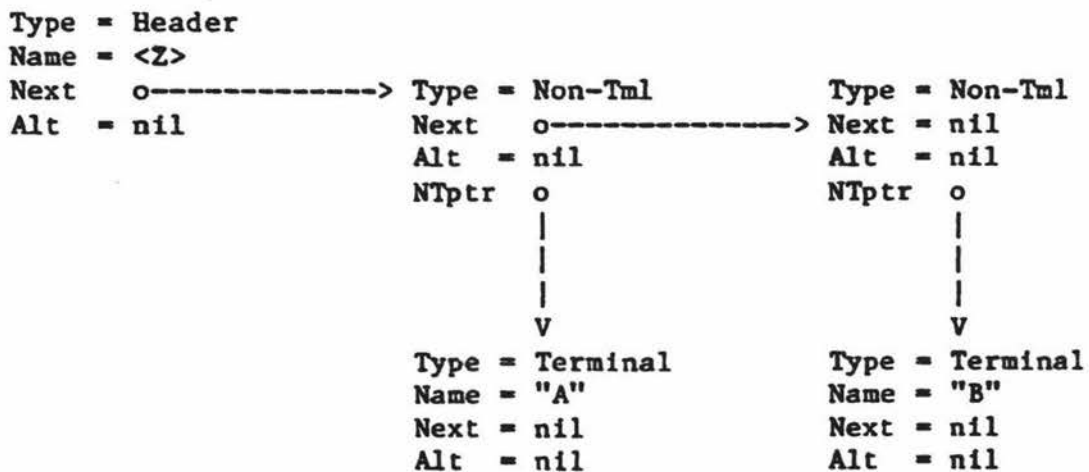 Type = Header
Name = <Z>
Next    o--------------> Type = Non-Tml          Type = Non-Tml
Alt  = nil               Next    o---------------> Next = nil
                         Alt  = nil              Alt  = nil
                         NTptr  o                NTptr  o
                                |                       |
                                |                       |
                                |                       |
                                V                       V
                         Type = Terminal         Type = Terminal
                         Name = "A"              Name = "B"
                         Next = nil              Next = nil
                         Alt  = nil              Alt  = nil